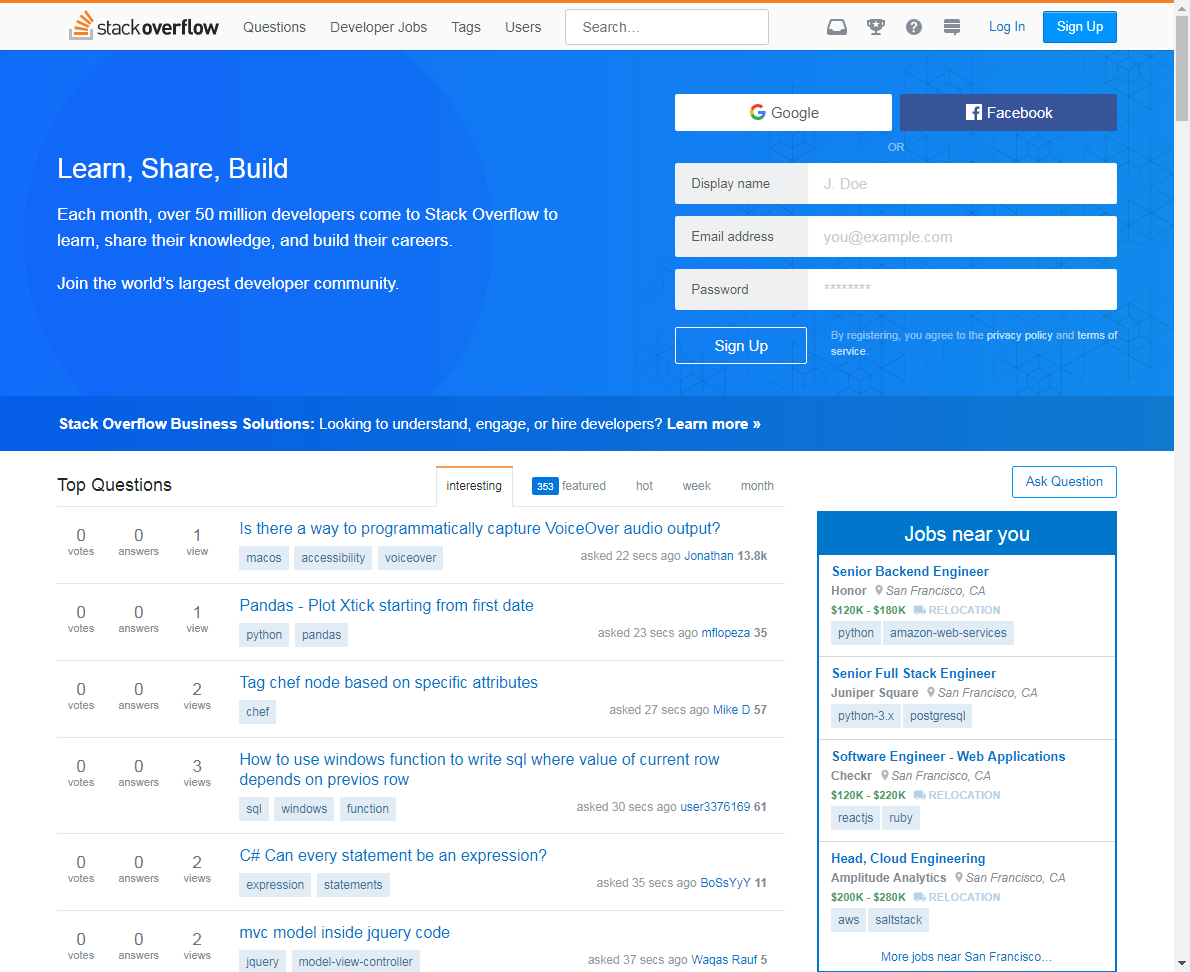 stackoverflow Questions Developer Jobs Tags Users Search... Log In Sign Up
Google Facebook
OR
Learn, Share, Build
Each month, over 50 million developers come to Stack Overflow to
learn, share their knowledge, and build their careers.
Join the world's largest developer community.
Display name J. Doe
Email address you@example.com
Password ********
Sign Up
By registering, you agree to the privacy policy and terms of
service.
Stack Overflow Business Solutions: Looking to understand, engage, or hire developers? Learn more »
Top Questions interesting 353 featured hot week month
0 votes 0 answers 1 view
Is there a way to programmatically capture VoiceOver audio output?
macos accessibility voiceover
asked 22 secs ago Jonathan 13.8k
0 votes 0 answers 1 view
Pandas - Plot Xtick starting from first date
python pandas
asked 23 secs ago mflopeza 35
0 votes 0 answers 2 views
Tag chef node based on specific attributes
chef
asked 27 secs ago Mike D 57
0 votes 0 answers 3 views
How to use windows function to write sql where value of current row
depends on previos row
sql windows function
asked 30 secs ago user3376169 61
0 votes 0 answers 2 views
C# Can every statement be an expression?
expression statements
asked 35 secs ago BoSsYyY 11
0 votes 0 answers 2 views
mvc model inside jquery code
jquery model-view-controller
asked 37 secs ago Waqas Rauf 5
Ask Question
Jobs near you
Senior Backend Engineer
Honor San Francisco, CA
$120K - $180K RELOCATION
python amazon-web-services
Senior Full Stack Engineer
Juniper Square San Francisco, CA
python-3.x postgresql
Software Engineer - Web Applications
Checkr San Francisco, CA
$120K - $220K RELOCATION
reactjs ruby
Head, Cloud Engineering
Amplitude Analytics San Francisco, CA
$200K - $280K RELOCATION
aws saltstack
More jobs near San Francisco...